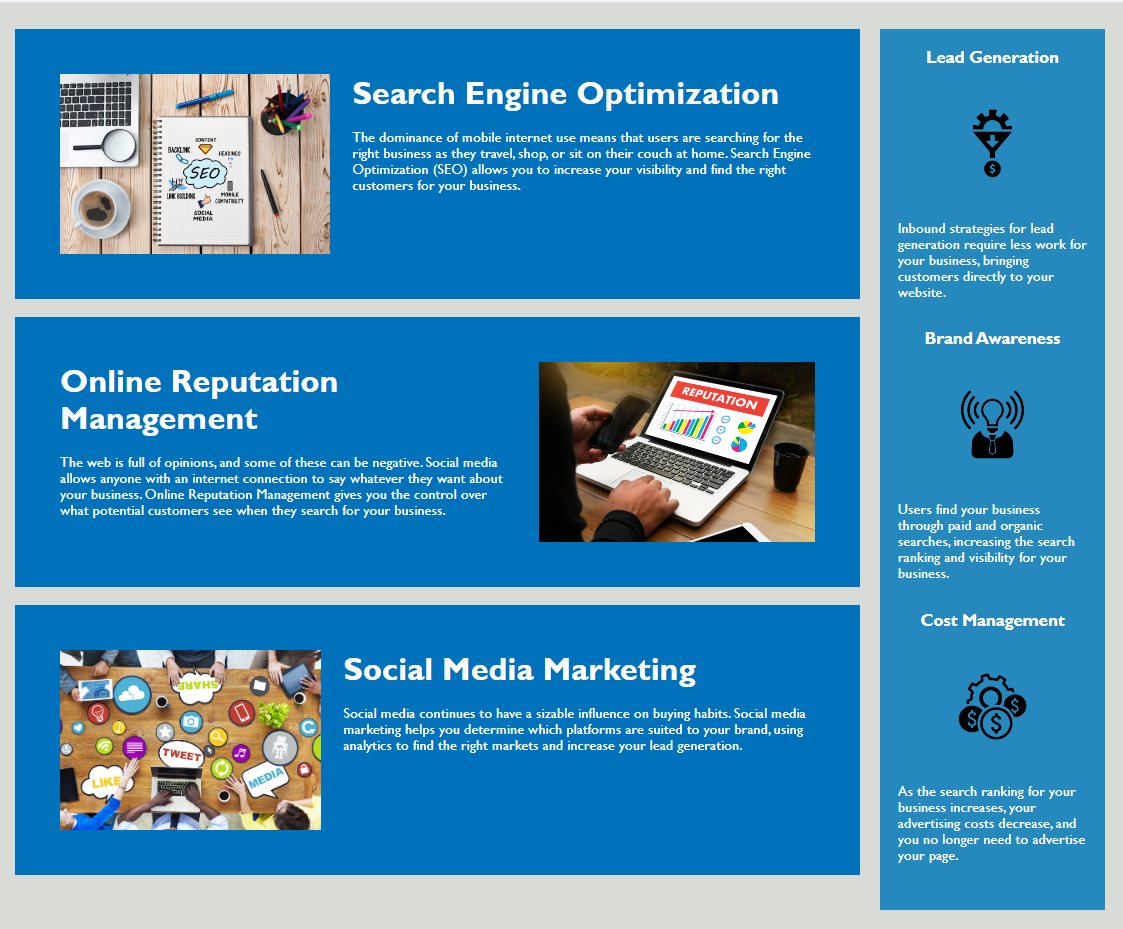 Search Engine Optimization
The dominance of mobile internet use means that users are searching for the
right business as they travel, shop, or sit on their couch at home. Search Engine
Optimization (SEO) allows you to increase your visibility and find the right
customers for your business.
CONTENT
BACKLINK
HEADINGS
SEO
LINK BUILDING
MOBILE
COMPATIBILITY
SOCIAL
MEDIA
Online Reputation
Management
The web is full of opinions, and some of these can be negative. Social media
allows anyone with an internet connection to say whatever they want about
your business. Online Reputation Management gives you the control over
what potential customers see when they search for your business.
REPUTATION
Social Media Marketing
Social media continues to have a sizable influence on buying habits. Social media
marketing helps you determine which platforms are suited to your brand, using
analytics to find the right markets and increase your lead generation.
SHARE
TWEET
LIKE
MEDIA
Lead Generation
$
Inbound strategies for lead
generation require less work for
your business, bringing
customers directly to your
website.
Brand Awareness
Users find your business
through paid and organic
searches, increasing the search
ranking and visibility for your
business.
Cost Management
$ $ $
As the search ranking for your
business increases, your
advertising costs decrease, and
you no longer need to advertise
your page.